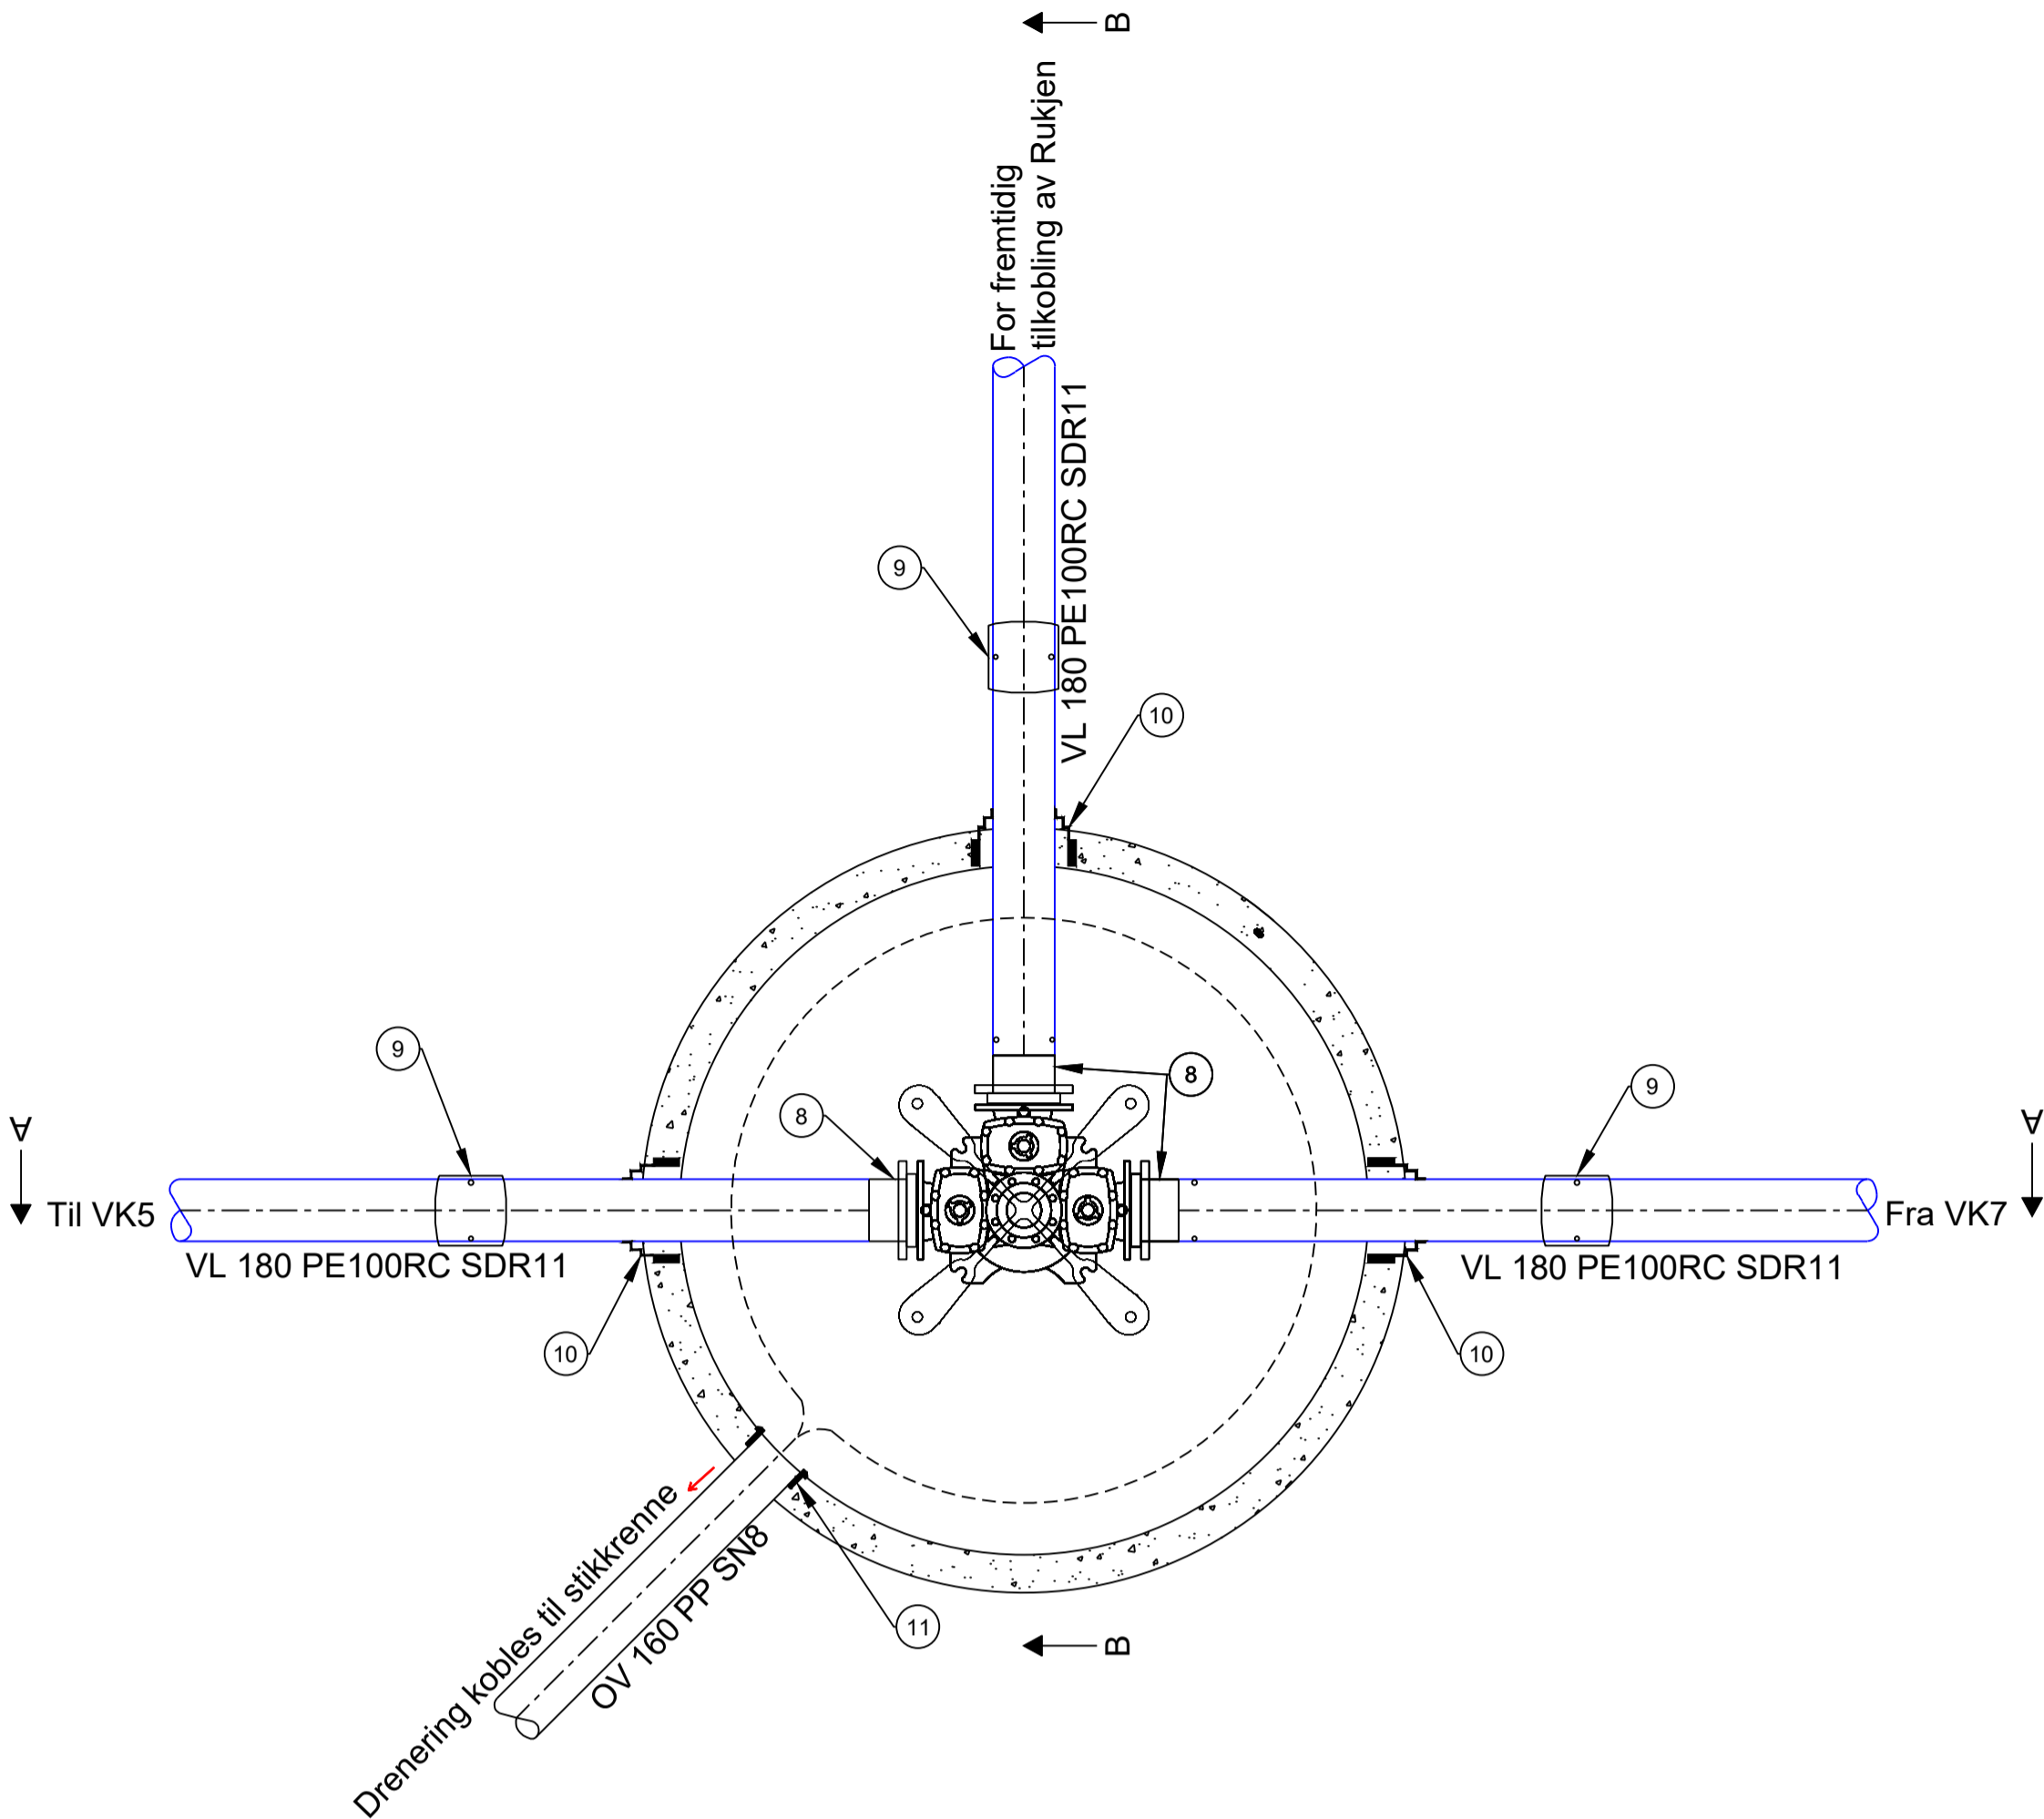 B
For fremtidig
tilkobling av Rukjen
VL 180 PE100RC SDR11
9
10
9
8
8
9
A
A
Til VK5
Fra VK7
VL 180 PE100RC SDR11
VL 180 PE100RC SDR11
10
10
Drenering kobles til stikkrenne
OV 160 PP SN8
11
B